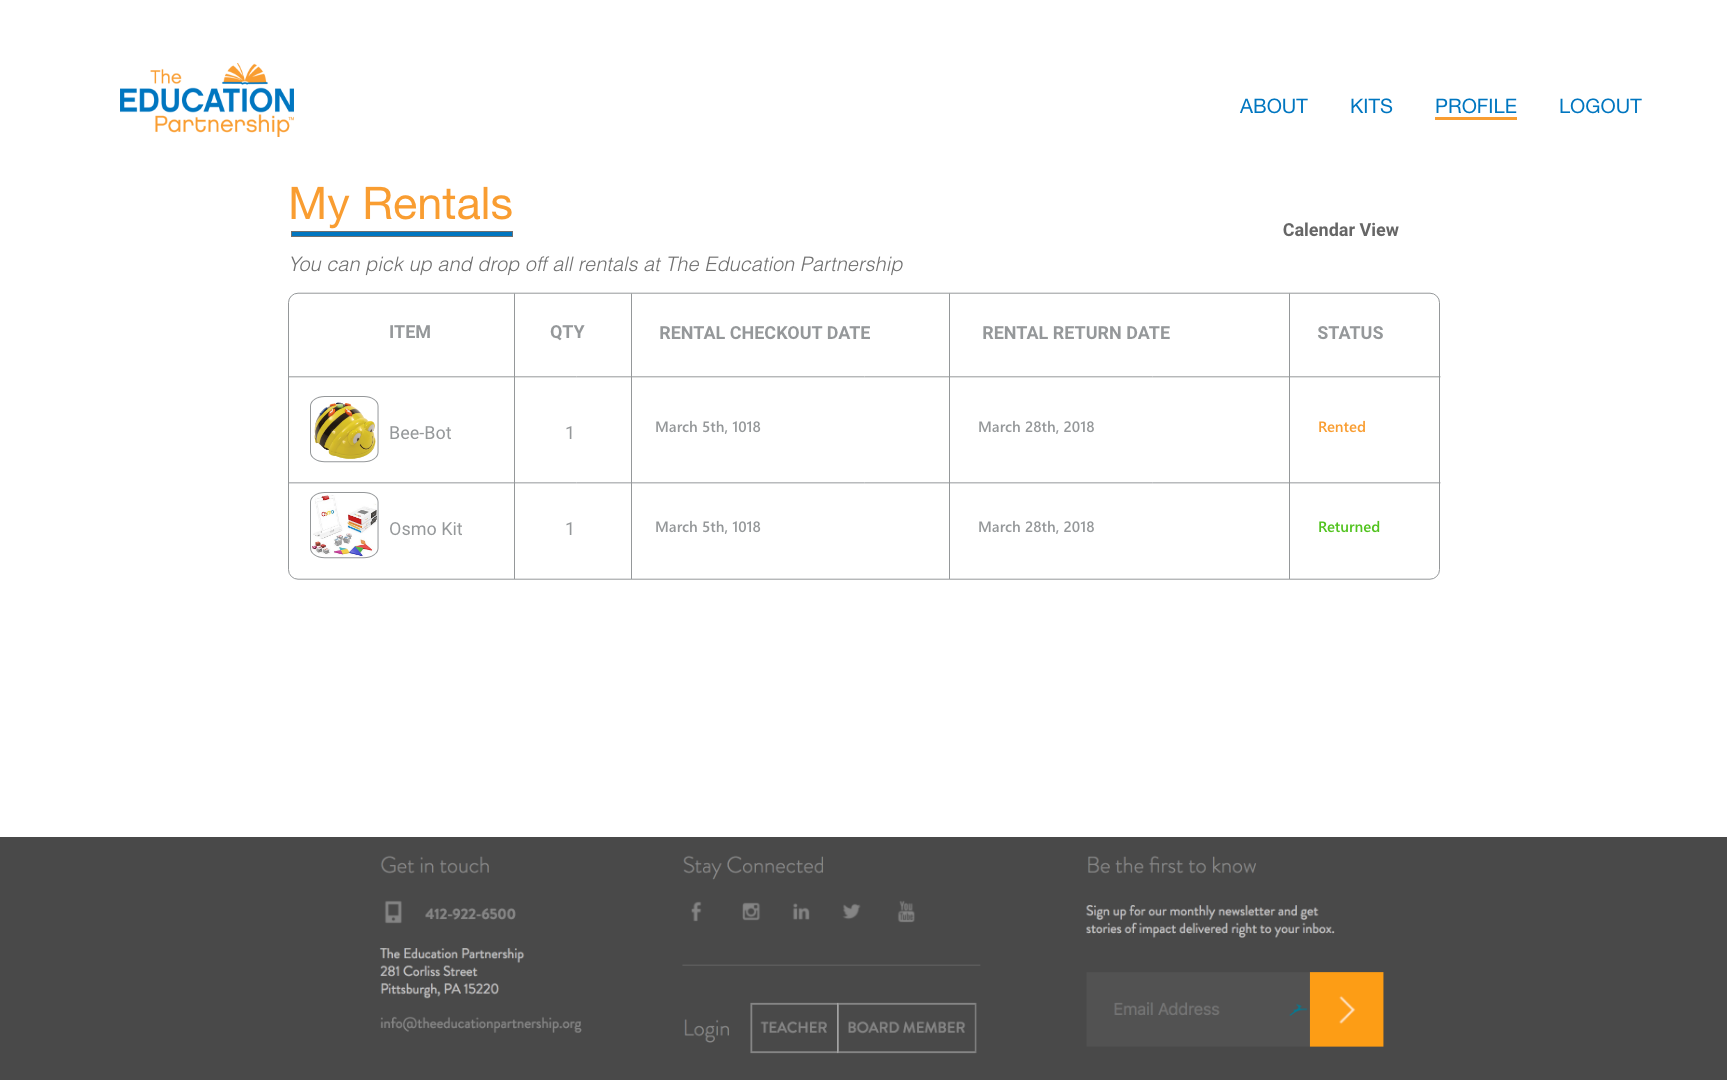 The
EDUCATION
Partnership™
ABOUT KITS PROFILE LOGOUT
My Rentals
Calendar View
You can pick up and drop off all rentals at The Education Partnership
ITEM QTY RENTAL CHECKOUT DATE RENTAL RETURN DATE STATUS
Bee-Bot 1 March 5th, 1018 March 28th, 2018 Rented
Osmo Kit 1 March 5th, 1018 March 28th, 2018 Returned
Get in touch
412-922-6500
The Education Partnership
281 Corliss Street
Pittsburgh, PA 15220
info@theeducationpartnership.org
Stay Connected
You
Tube
Login TEACHER BOARD MEMBER
Be the first to know
Sign up for our monthly newsletter and get
stories of impact delivered right to your inbox.
Email Address